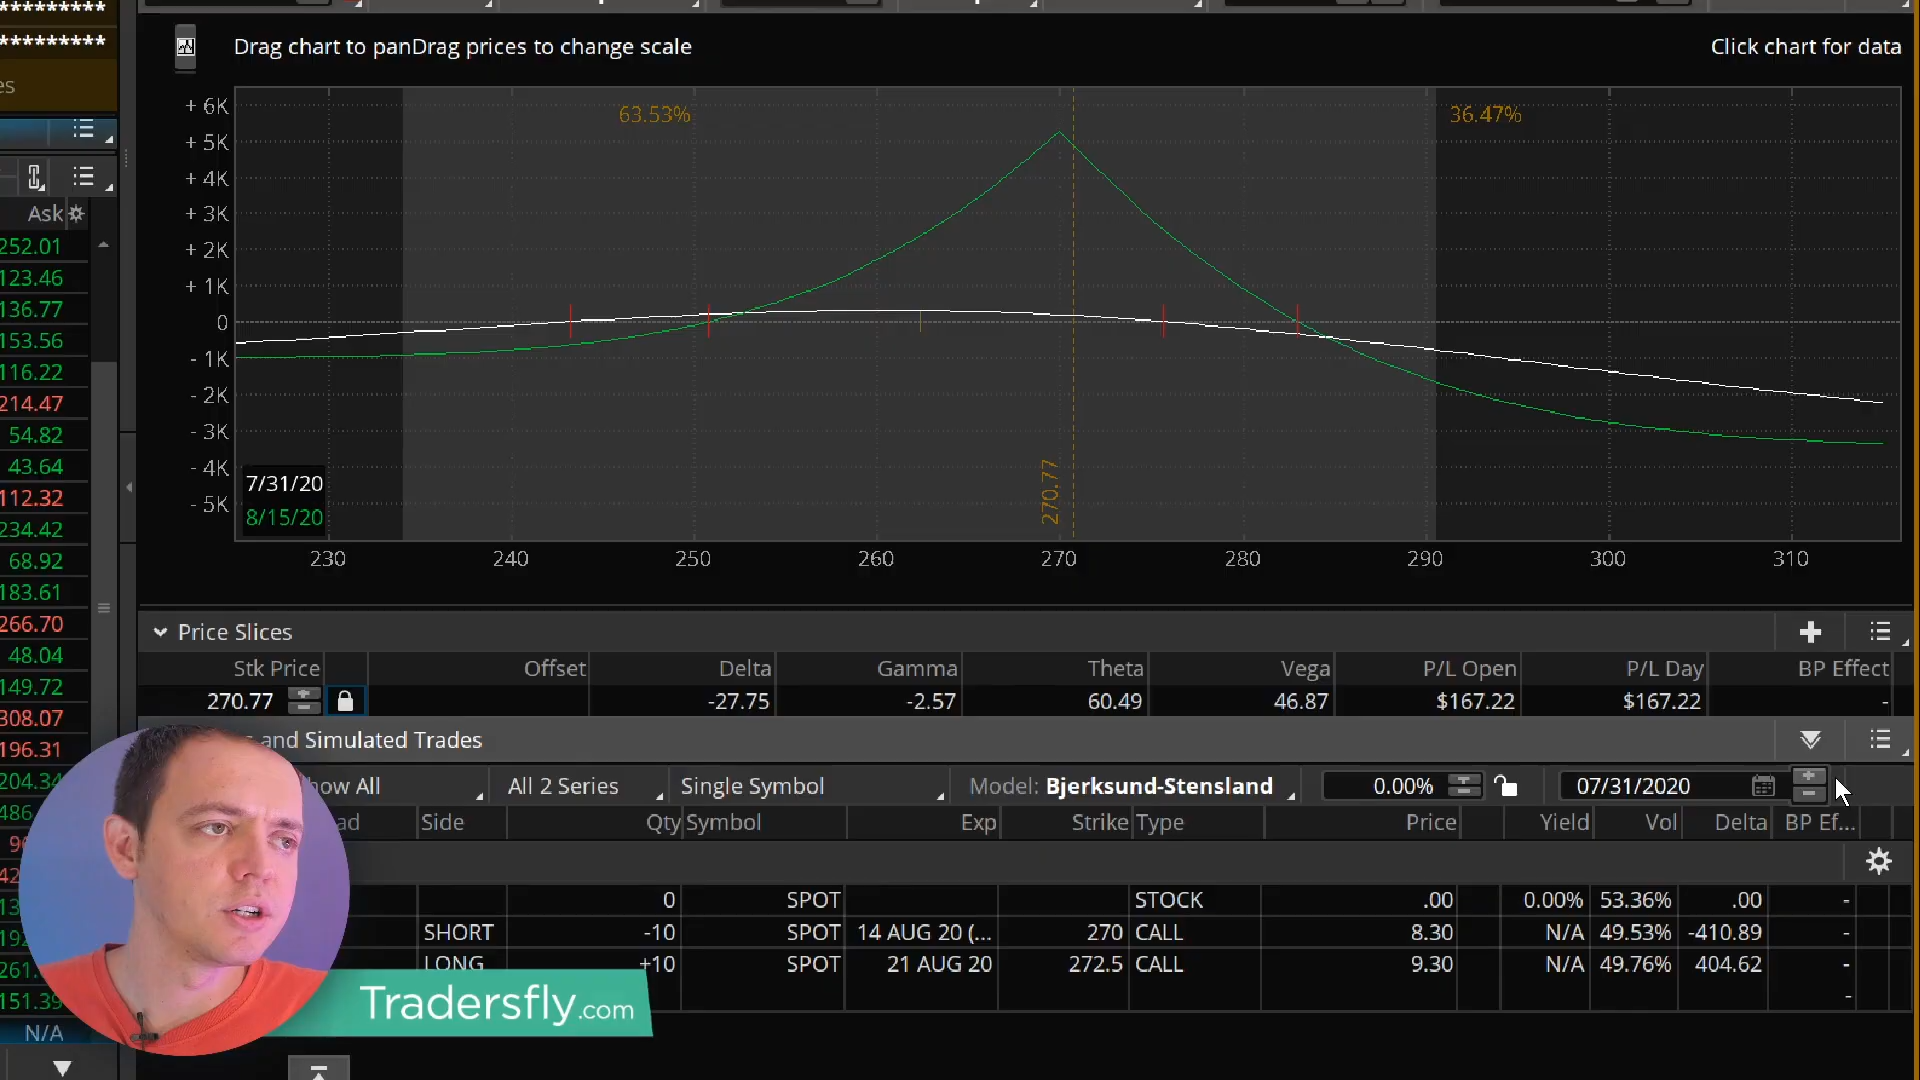 *********
*********
es
Ask
252.01
123.46
136.77
153.56
116.22
214.47
54.82
43.64
112.32
234.42
68.92
183.61
266.70
48.04
149.72
308.07
196.31
204.34
N/A
Drag chart to panDrag prices to change scale
Click chart for data
63.53%
36.47%
+ 6K
+ 5K
+ 4K
+ 3K
+ 2K
+ 1K
0
- 1K
- 2K
- 3K
- 4K
- 5K
7/31/20
8/15/20
270.77
230 240 250 260 270 280 290 300 310
Price Slices
Stk Price Offset Delta Gamma Theta Vega P/L Open P/L Day BP Effect
270.77 -27.75 -2.57 60.49 46.87 $167.22 $167.22 -
and Simulated Trades
how All All 2 Series Single Symbol Model: Bjerksund-Stensland 0.00% 07/31/2020
ad Side Qty Symbol Exp Strike Type Price Yield Vol Delta BP Ef...
0 SPOT STOCK .00 0.00% 53.36% .00 -
SHORT -10 SPOT 14 AUG 20 (... 270 CALL 8.30 N/A 49.53% -410.89 -
LONG +10 SPOT 21 AUG 20 272.5 CALL 9.30 N/A 49.76% 404.62 -
-
Tradersfly.com